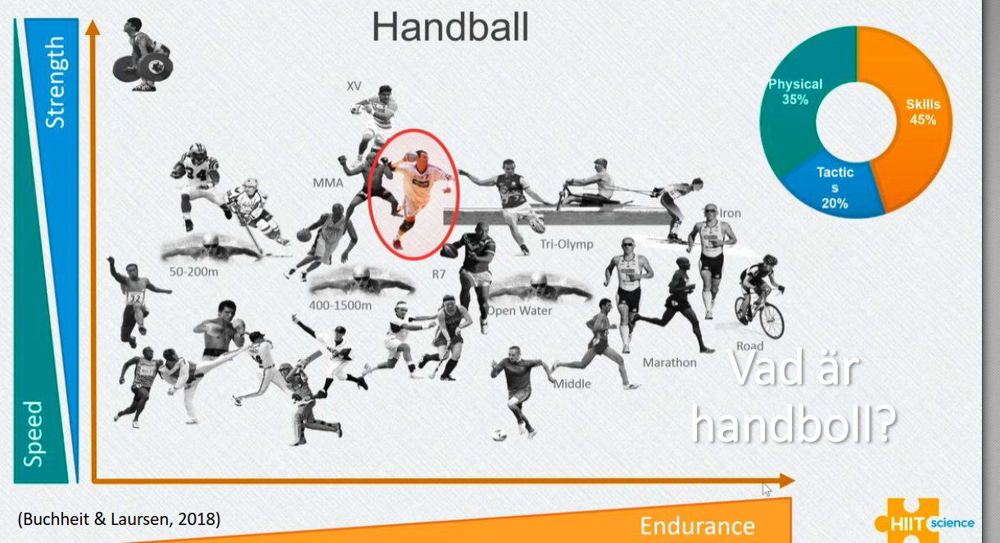 Handball
Strength
Speed
XV
MMA
Physical
35%
Skills
45%
Tactic
s
20%
Iron
Tri-Olymp
50-200m
R7
400-1500m
Open Water
Road
Marathon
Middle
Vad är
handboll?
34
(Buchheit & Laursen, 2018)
Endurance
HIIT science